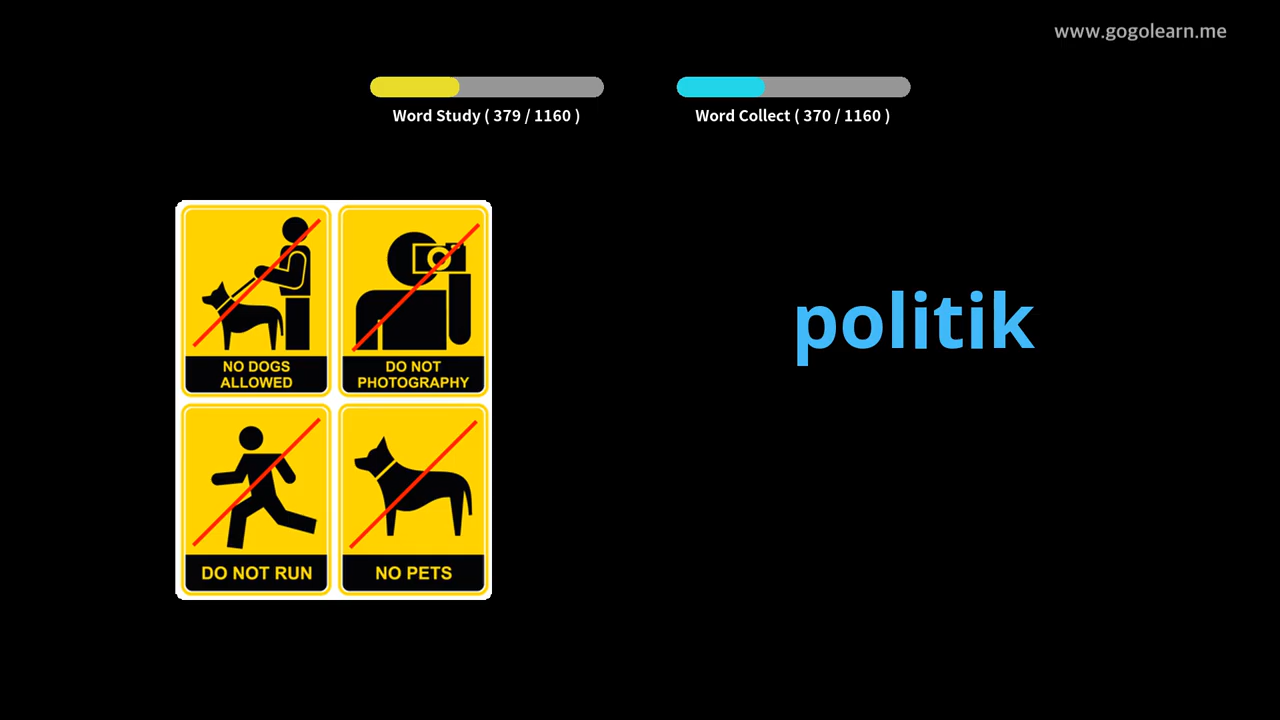 www.gogolearn.me
Word Study ( 379 / 1160 )
Word Collect ( 370 / 1160 )
NO DOGS
ALLOWED
DO NOT
PHOTOGRAPHY
DO NOT RUN
NO PETS
politik